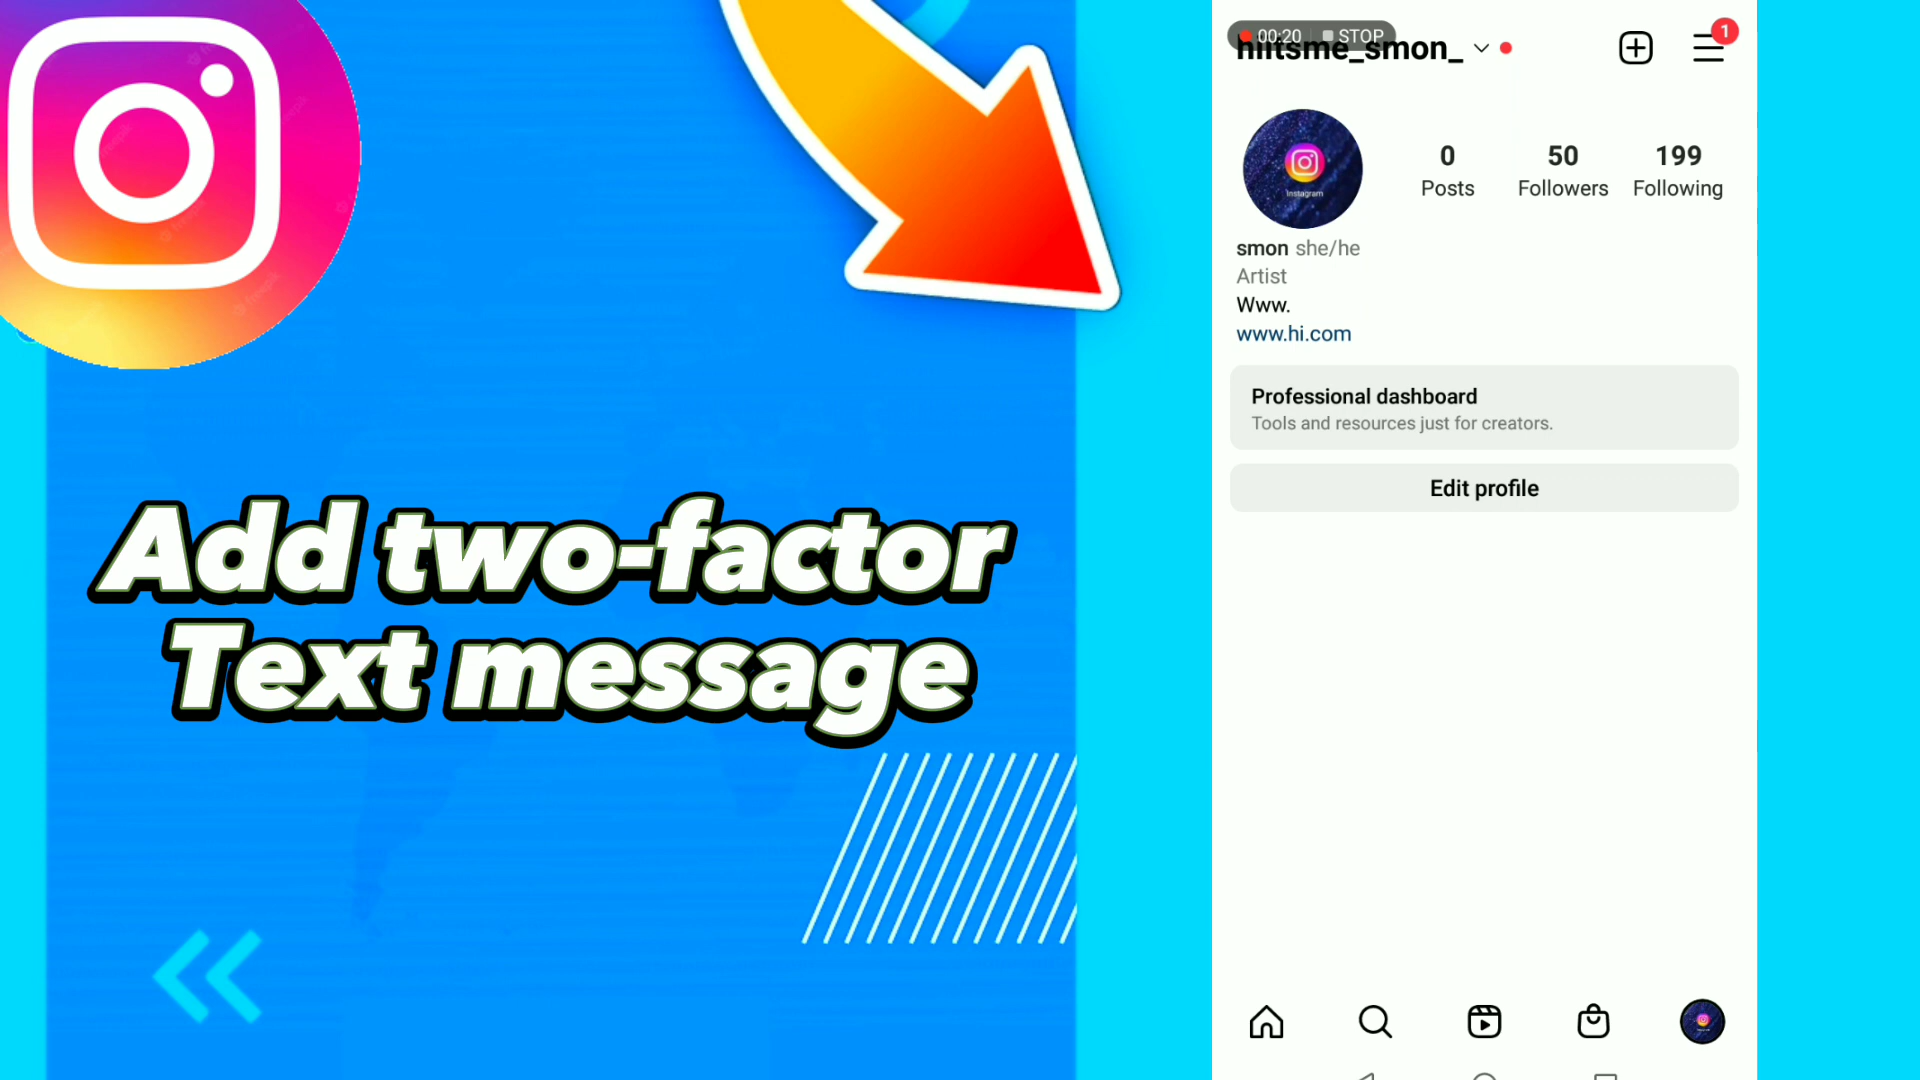 Add two-factor
Text message
00:20 STOP
hiitsme_smon_
1
0
Posts
50
Followers
199
Following
Instagram
smon she/he
Artist
Www.
www.hi.com
Professional dashboard
Tools and resources just for creators.
Edit profile